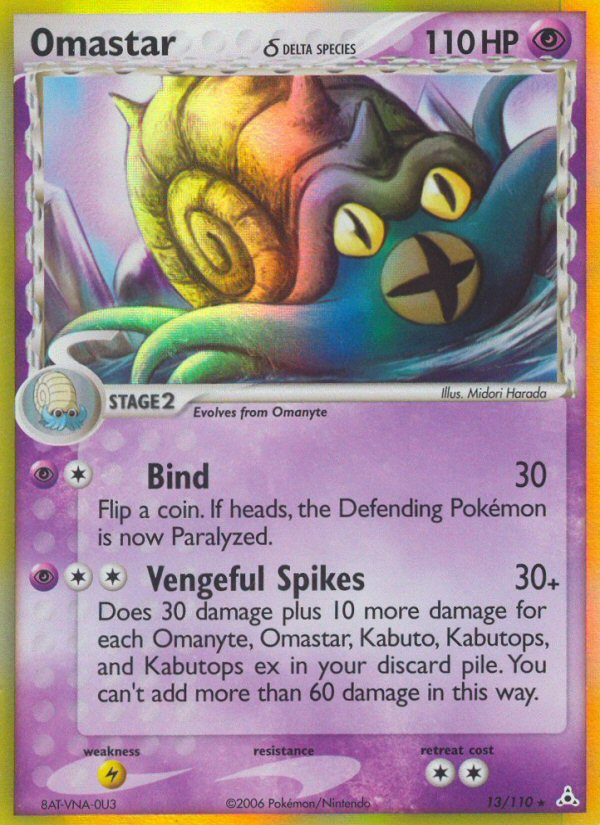 Omastar δ DELTA SPECIES 110 HP
Illus. Midori Harada
STAGE2
Evolves from Omanyte
Bind 30
Flip a coin. If heads, the Defending Pokémon
is now Paralyzed.
Vengeful Spikes 30+
Does 30 damage plus 10 more damage for
each Omanyte, Omastar, Kabuto, Kabutops,
and Kabutops ex in your discard pile. You
can't add more than 60 damage in this way.
weakness resistance retreat cost
8AT-VNA-0U3 ©2006 Pokémon/Nintendo 13/110 ★